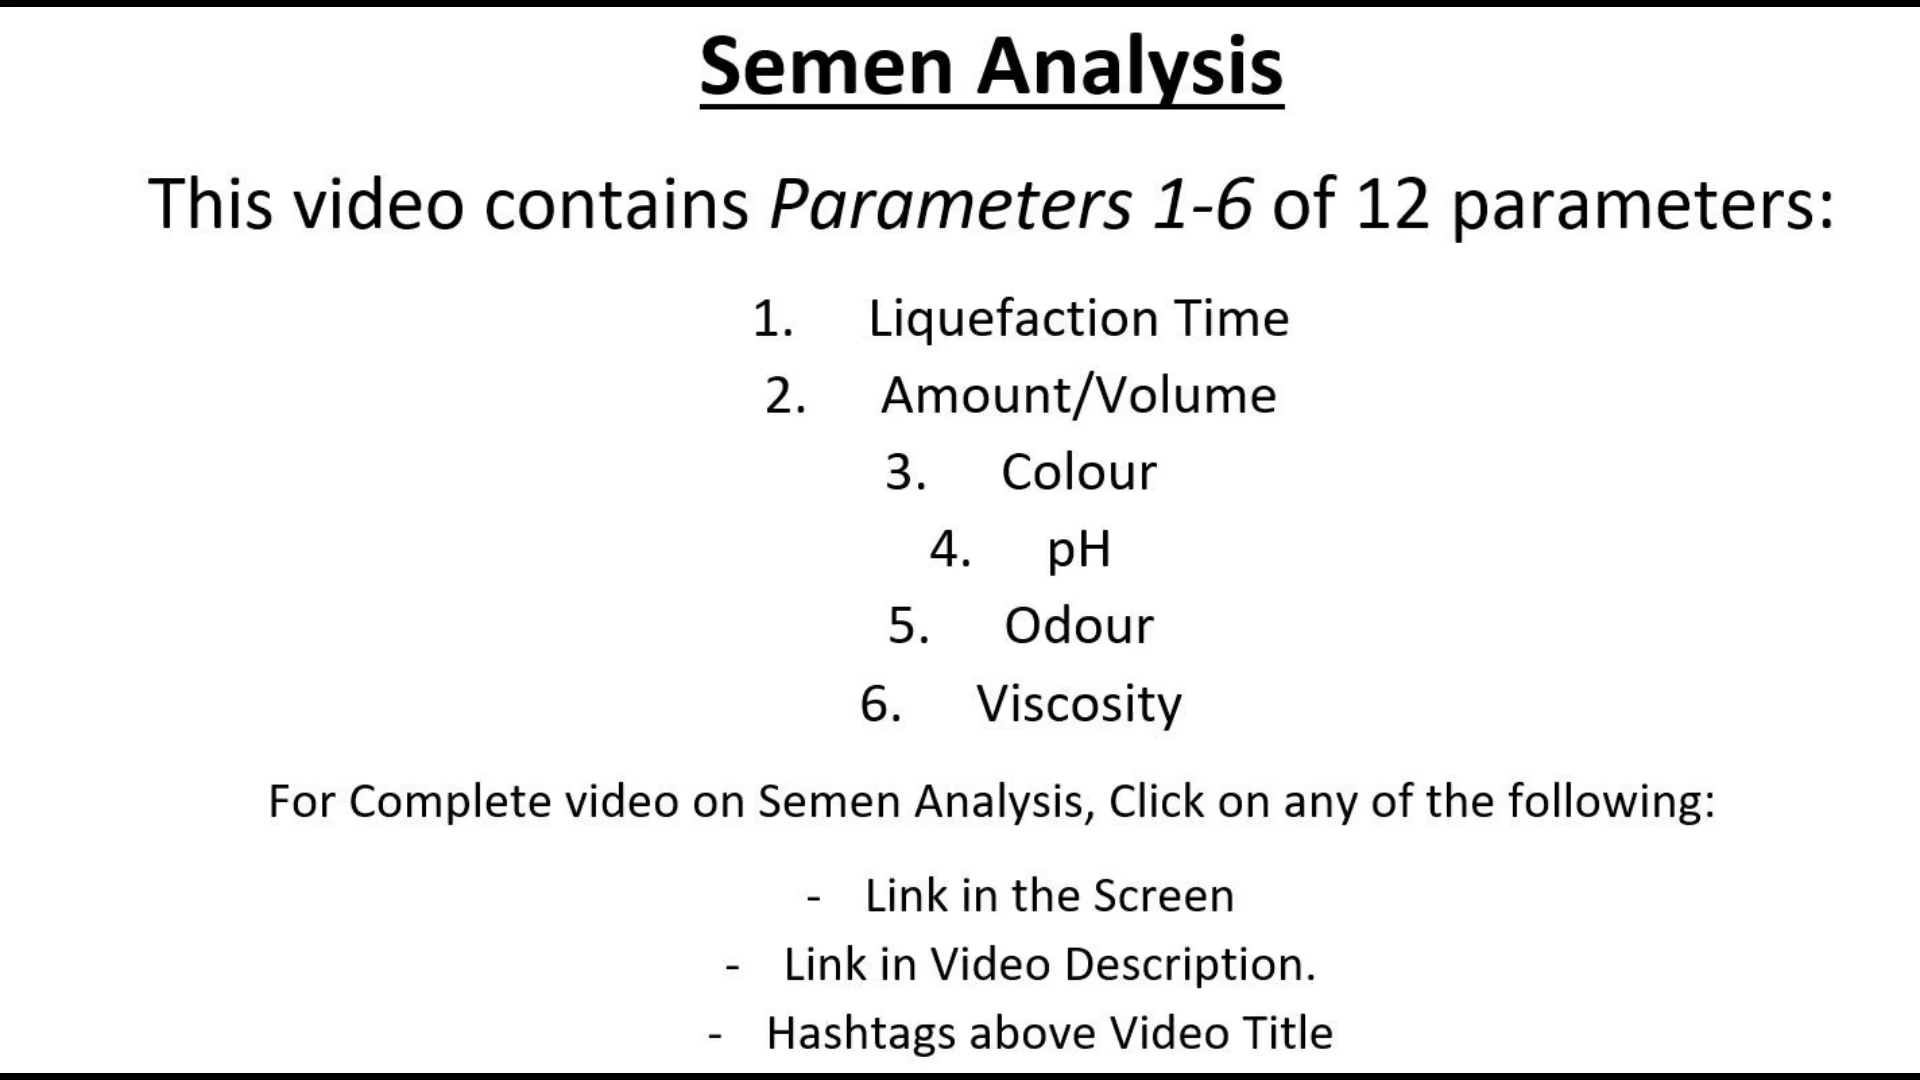 Semen Analysis
This video contains Parameters 1-6 of 12 parameters:
1. Liquefaction Time
2. Amount/Volume
3. Colour
4. pH
5. Odour
6. Viscosity
For Complete video on Semen Analysis, Click on any of the following:
- Link in the Screen
- Link in Video Description.
- Hashtags above Video Title